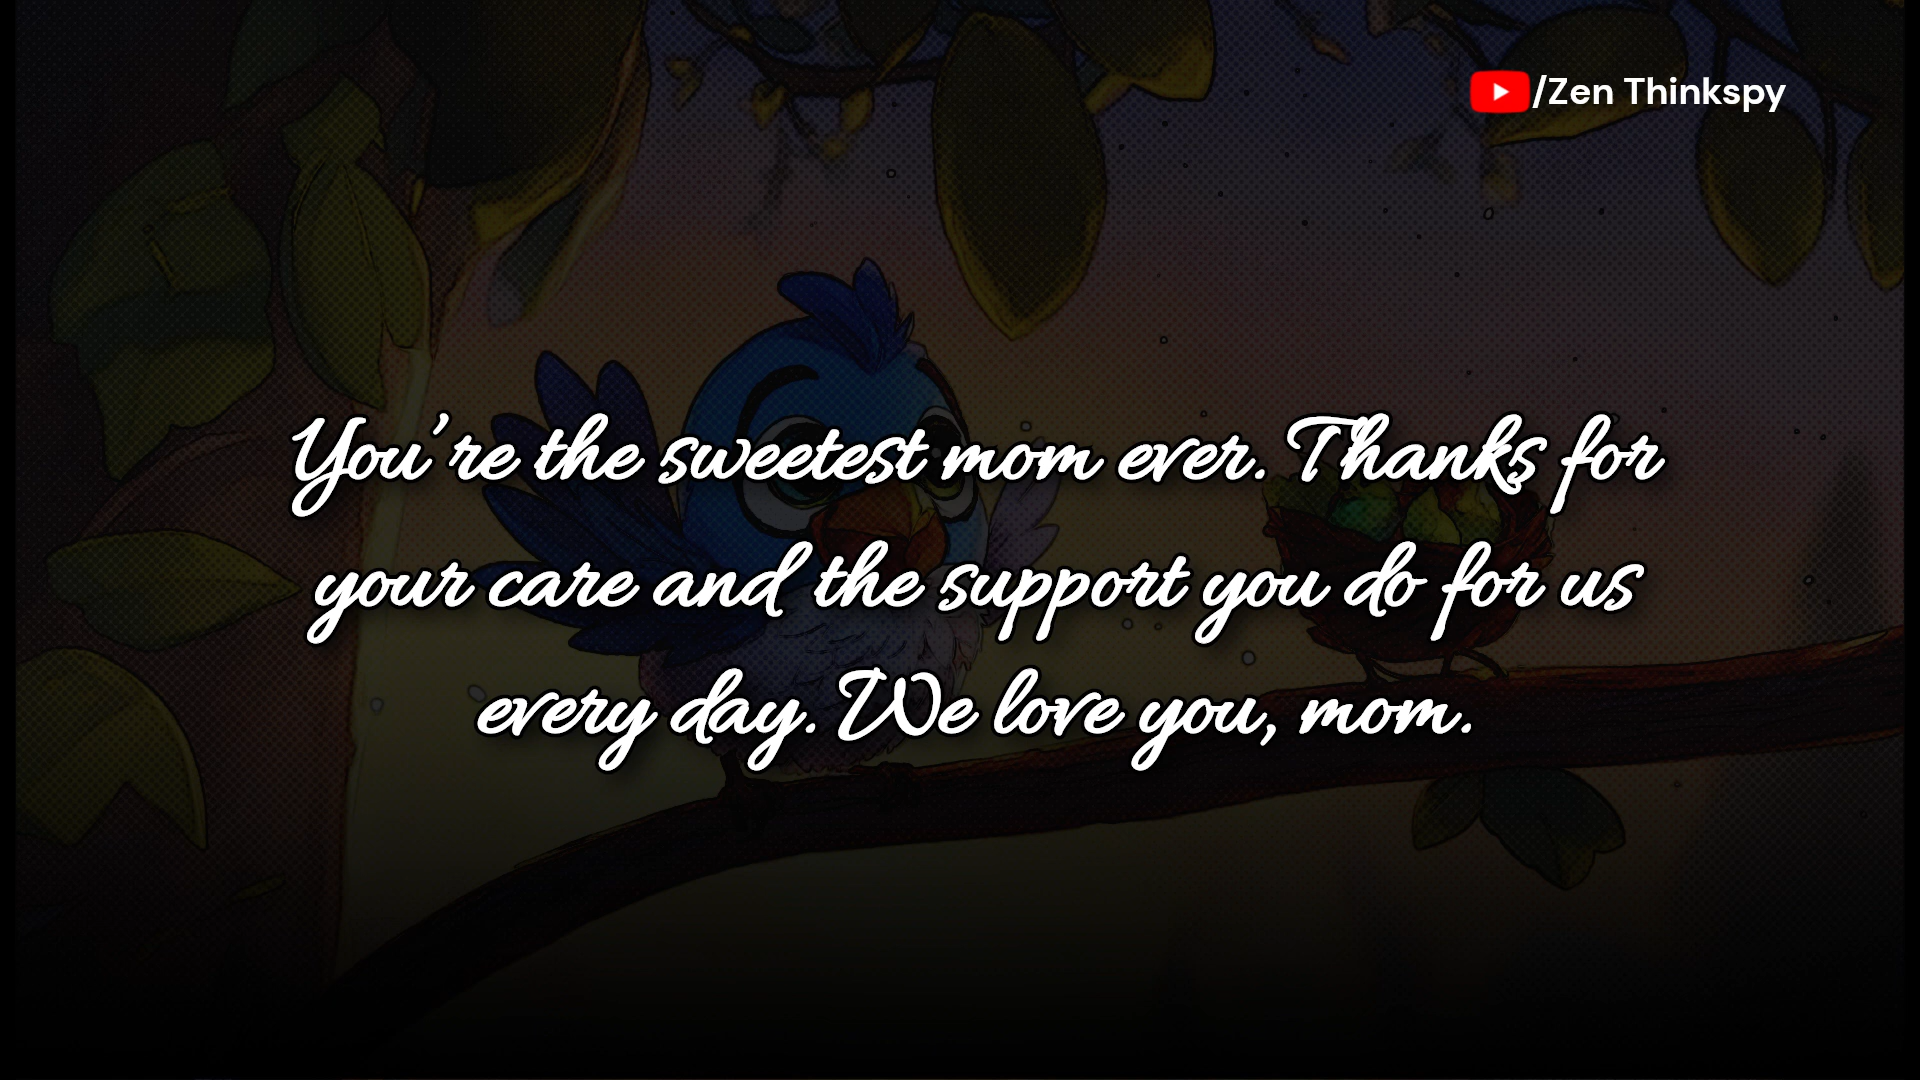 /Zen Thinkspy
You’re the sweetest mom ever. Thanks for
your care and the support you do for us
every day. We love you, mom.